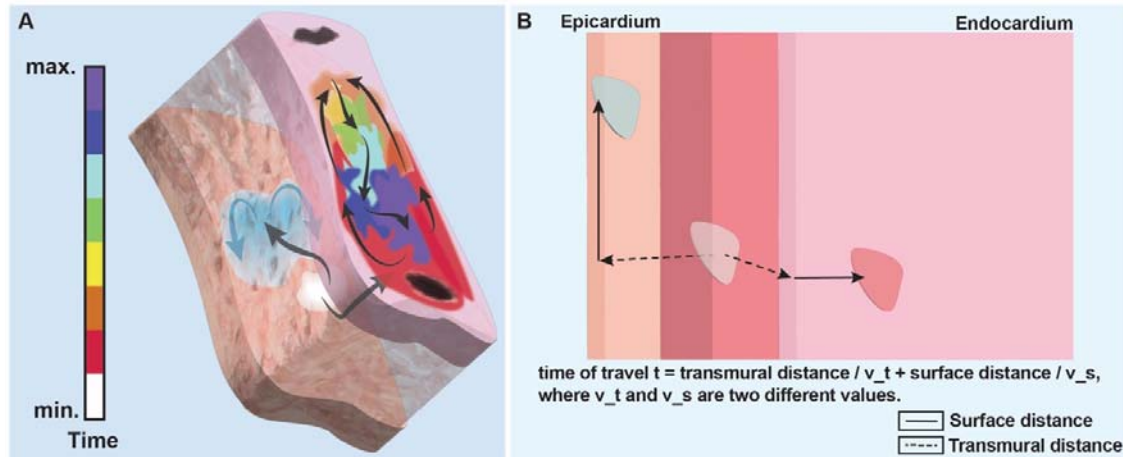 A
max.
min.
Time
B
Epicardium
Endocardium
time of travel t = transmural distance / v_t + surface distance / v_s,
where v_t and v_s are two different values.
Surface distance
Transmural distance